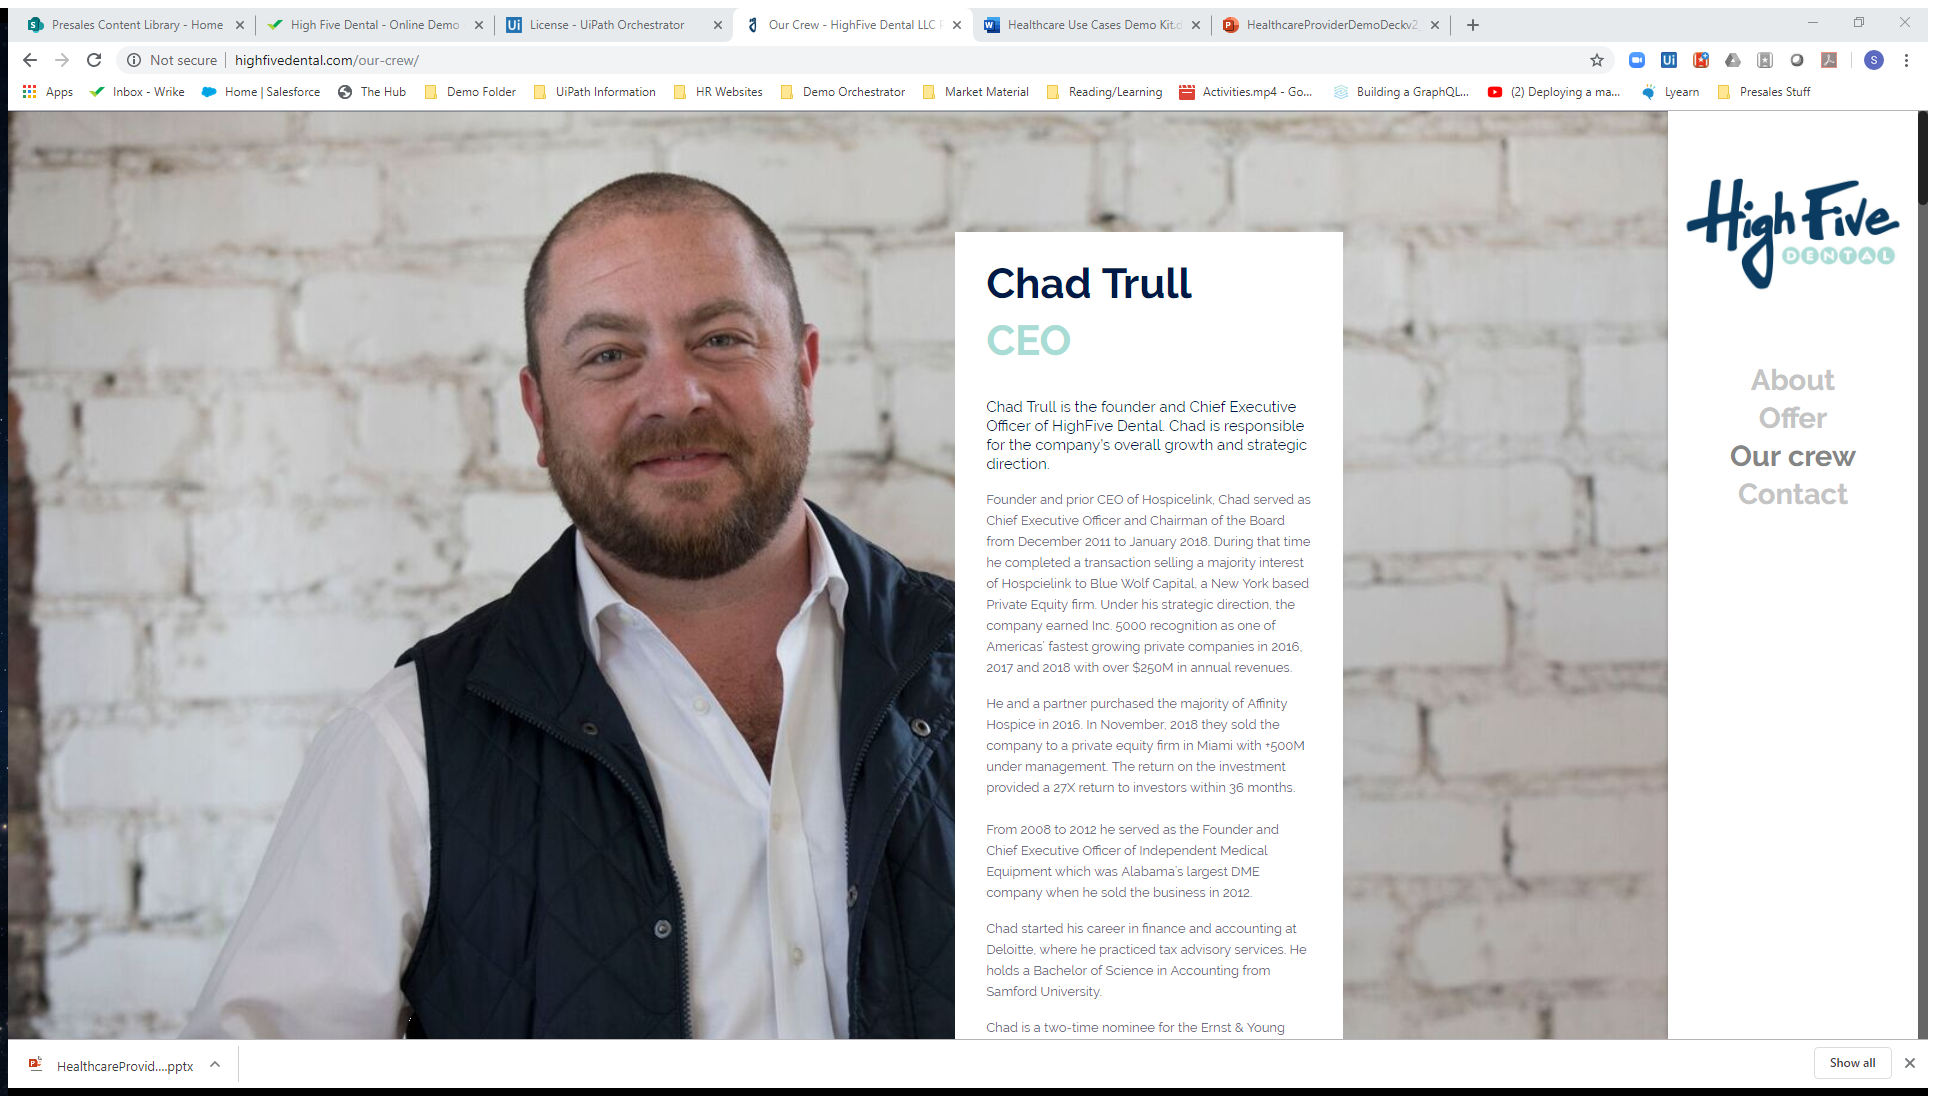 Presales Content Library - Home
High Five Dental - Online Demo
License - UiPath Orchestrator
Our Crew - HighFive Dental LLC
Healthcare Use Cases Demo Kit.d
HealthcareProviderDemoDeckv2
Not secure
highfivedental.com/our-crew/
Apps
Inbox - Wrike
Home | Salesforce
The Hub
Demo Folder
UiPath Information
HR Websites
Demo Orchestrator
Market Material
Reading/Learning
Activities.mp4 - Go...
Building a GraphQL...
(2) Deploying a ma...
Lyearn
Presales Stuff
High Five
DENTAL
About
Offer
Our crew
Contact
Chad Trull
CEO
Chad Trull is the founder and Chief Executive
Officer of HighFive Dental. Chad is responsible
for the company's overall growth and strategic
direction.
Founder and prior CEO of Hospicelink, Chad served as
Chief Executive Officer and Chairman of the Board
from December 2011 to January 2018. During that time
he completed a transaction selling a majority interest
of Hospcielink to Blue Wolf Capital, a New York based
Private Equity firm. Under his strategic direction, the
company earned Inc. 5000 recognition as one of
Americas' fastest growing private companies in 2016,
2017 and 2018 with over $250M in annual revenues.
He and a partner purchased the majority of Affinity
Hospice in 2016. In November, 2018 they sold the
company to a private equity firm in Miami with +500M
under management. The return on the investment
provided a 27X return to investors within 36 months.
From 2008 to 2012 he served as the Founder and
Chief Executive Officer of Independent Medical
Equipment which was Alabama's largest DME
company when he sold the business in 2012.
Chad started his career in finance and accounting at
Deloitte, where he practiced tax advisory services. He
holds a Bachelor of Science in Accounting from
Samford University.
Chad is a two-time nominee for the Ernst & Young
HealthcareProvid....pptx
Show all